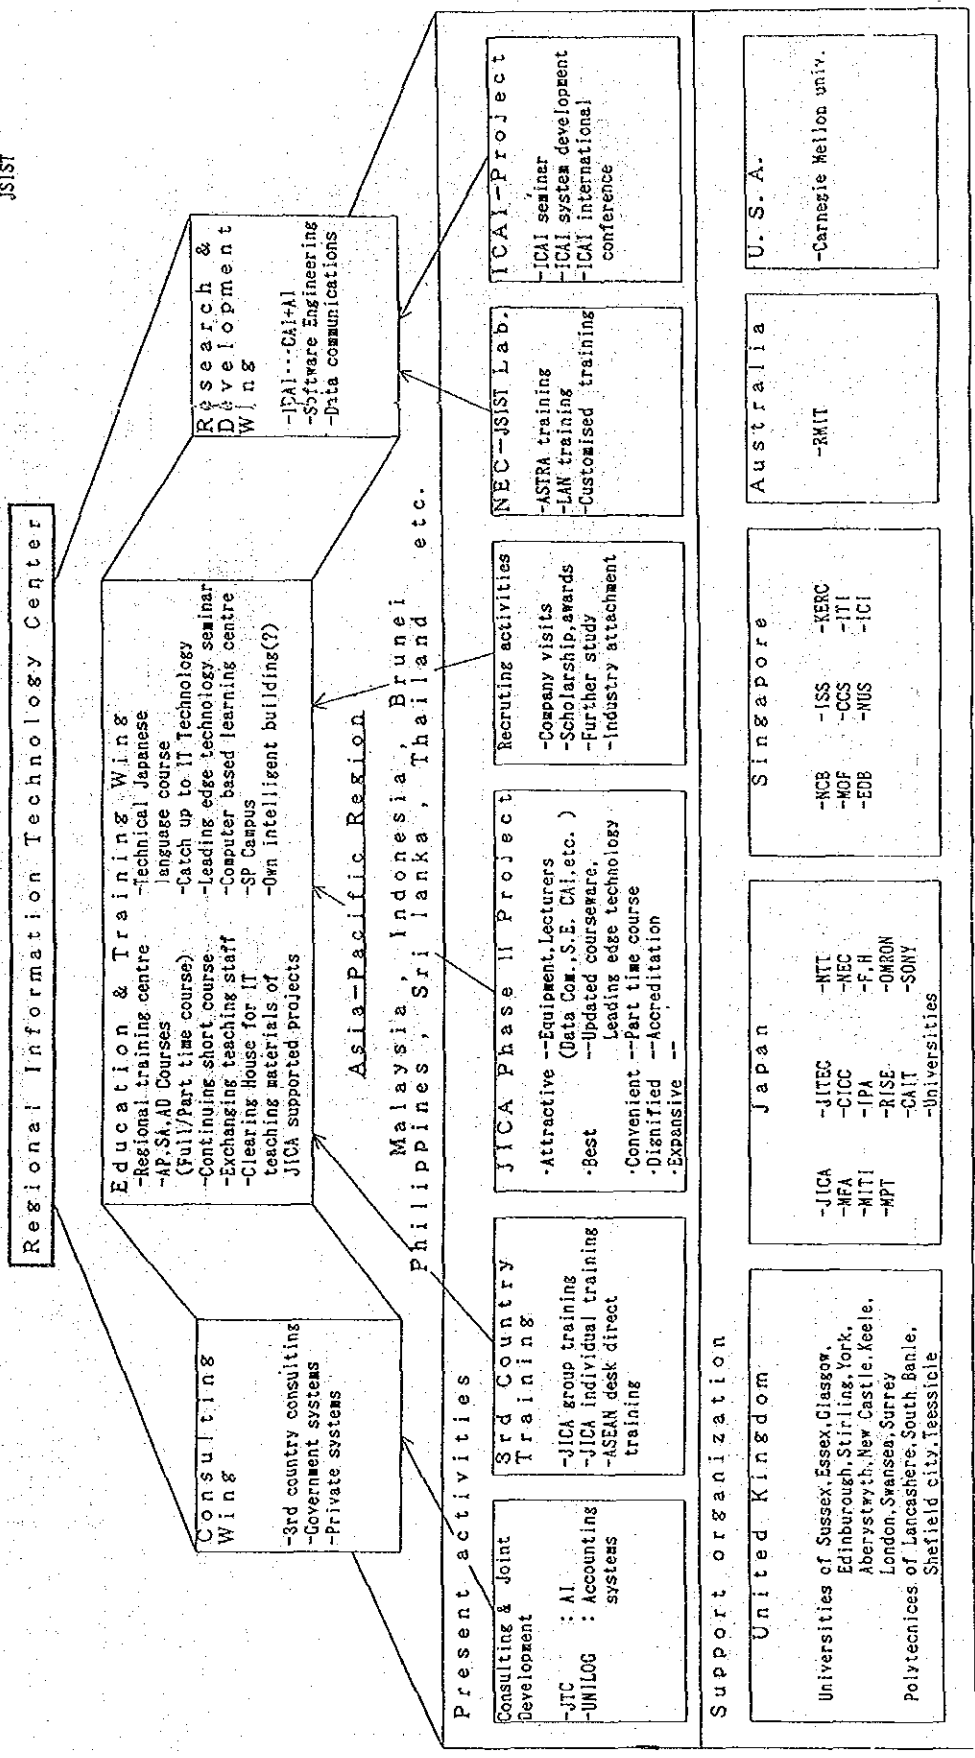 JSIST
Regional Information Technology Center
Consulting
Wing
-3rd country consulting
-Government systems
-Private systems
Education & Training Wing
-Regional training centre
-AP,SA,AD Courses
(Full/Part time course)
-Continuing short course
-Exchanging teaching staff
-Clearing House for IT
teaching materials of
JICA supported projects
-Technical Japanese
language course
-Catch up to IT Technology
-Leading edge technology seminar
-Computer based learning centre
-SP Campus
-Own intelligent building(?)
Research &
Development
Wing
-ICAI---CAI+AI
-Software Engineering
-Data communications
Asia-Pacific Region
Malaysia, Indonesia, Brunei
Philippines, Sri lanka, Thailand etc.
Present activities
Consulting & Joint
Development
-JTC : AI
-UNILOG : Accounting
systems
3rd Country
Training
-JICA group training
-JICA individual training
-ASEAN desk direct
training
JICA Phase II Project
·Attractive --Equipment,Lecturers
(Data Com.,S.E. CAI,etc. )
·Best --Updated courseware,
Leading edge technology
·Convenient --Part time course
·Dignified --Accreditation
·Expansive --
Recruting activities
-Company visits
-Scholarship,awards
-Further study
-Industry attachment
NEC-JSIST Lab.
-ASTRA training
-LAN training
-Customised training
ICAI-Project
-ICAI seminar
-ICAI system development
-ICAI international
conference
Support organization
United Kingdom
Universities of Sussex,Essex,Glasgow,
Edinburough,Stirling,York,
Aberystwyth,New Castle,Keele,
London,Swansea,Surrey
Polytecnices of Lancashere,South Banle,
Shefield city,Teessicle
Japan
-JICA -JITEC -NTT
-MFA -CICC -NEC
-MITI -IPA -F,H
-MPT -RISE -OMRON
-CAIT -SONY
-Universities
Singapore
-NCB -ISS -KERC
-MOF -CCS -ITI
-EDB -NUS -ICI
Australia
-RMIT
U.S.A.
-Carnegie Mellon univ.